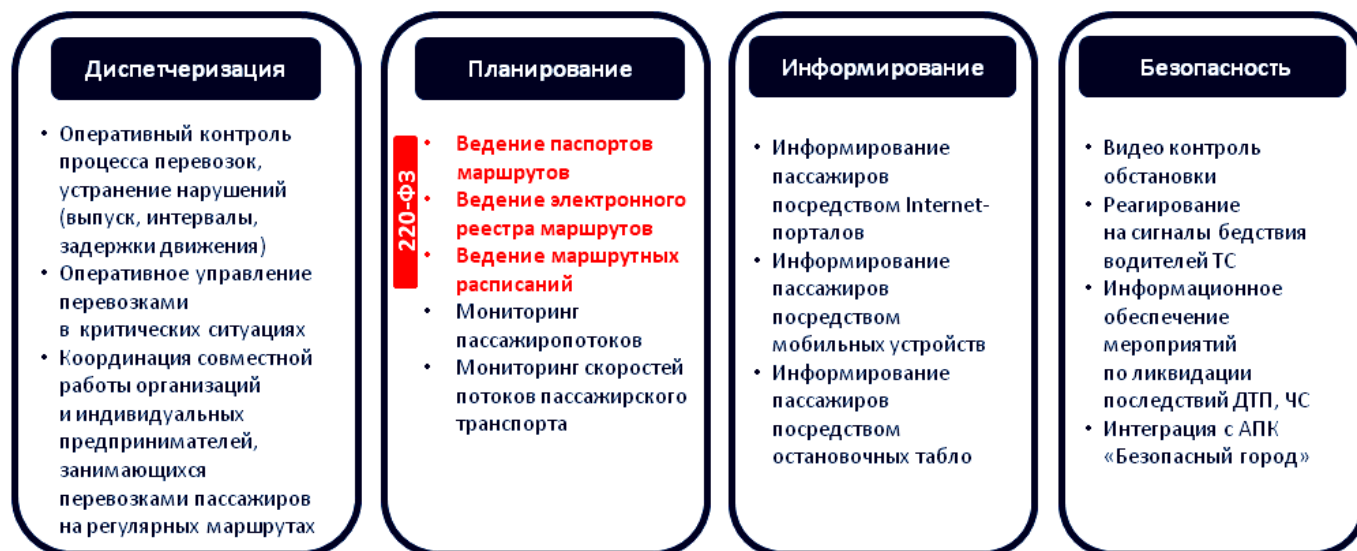 Диспетчеризация
• Оперативный контроль
процесса перевозок,
устранение нарушений
(выпуск, интервалы,
задержки движения)
• Оперативное управление
перевозками
в критических ситуациях
• Координация совместной
работы организаций
и индивидуальных
предпринимателей,
занимающихся
перевозками пассажиров
на регулярных маршрутах
Планирование
220-ФЗ
• Ведение паспортов
маршрутов
• Ведение электронного
реестра маршрутов
• Ведение маршрутных
расписаний
• Мониторинг
пассажиропотоков
• Мониторинг скоростей
потоков пассажирского
транспорта
Информирование
• Информирование
пассажиров
посредством Internet-
порталов
• Информирование
пассажиров
посредством
мобильных устройств
• Информирование
пассажиров
посредством
остановочных табло
Безопасность
• Видео контроль
обстановки
• Реагирование
на сигналы бедствия
водителей ТС
• Информационное
обеспечение
мероприятий
по ликвидации
последствий ДТП, ЧС
• Интеграция с АПК
«Безопасный город»